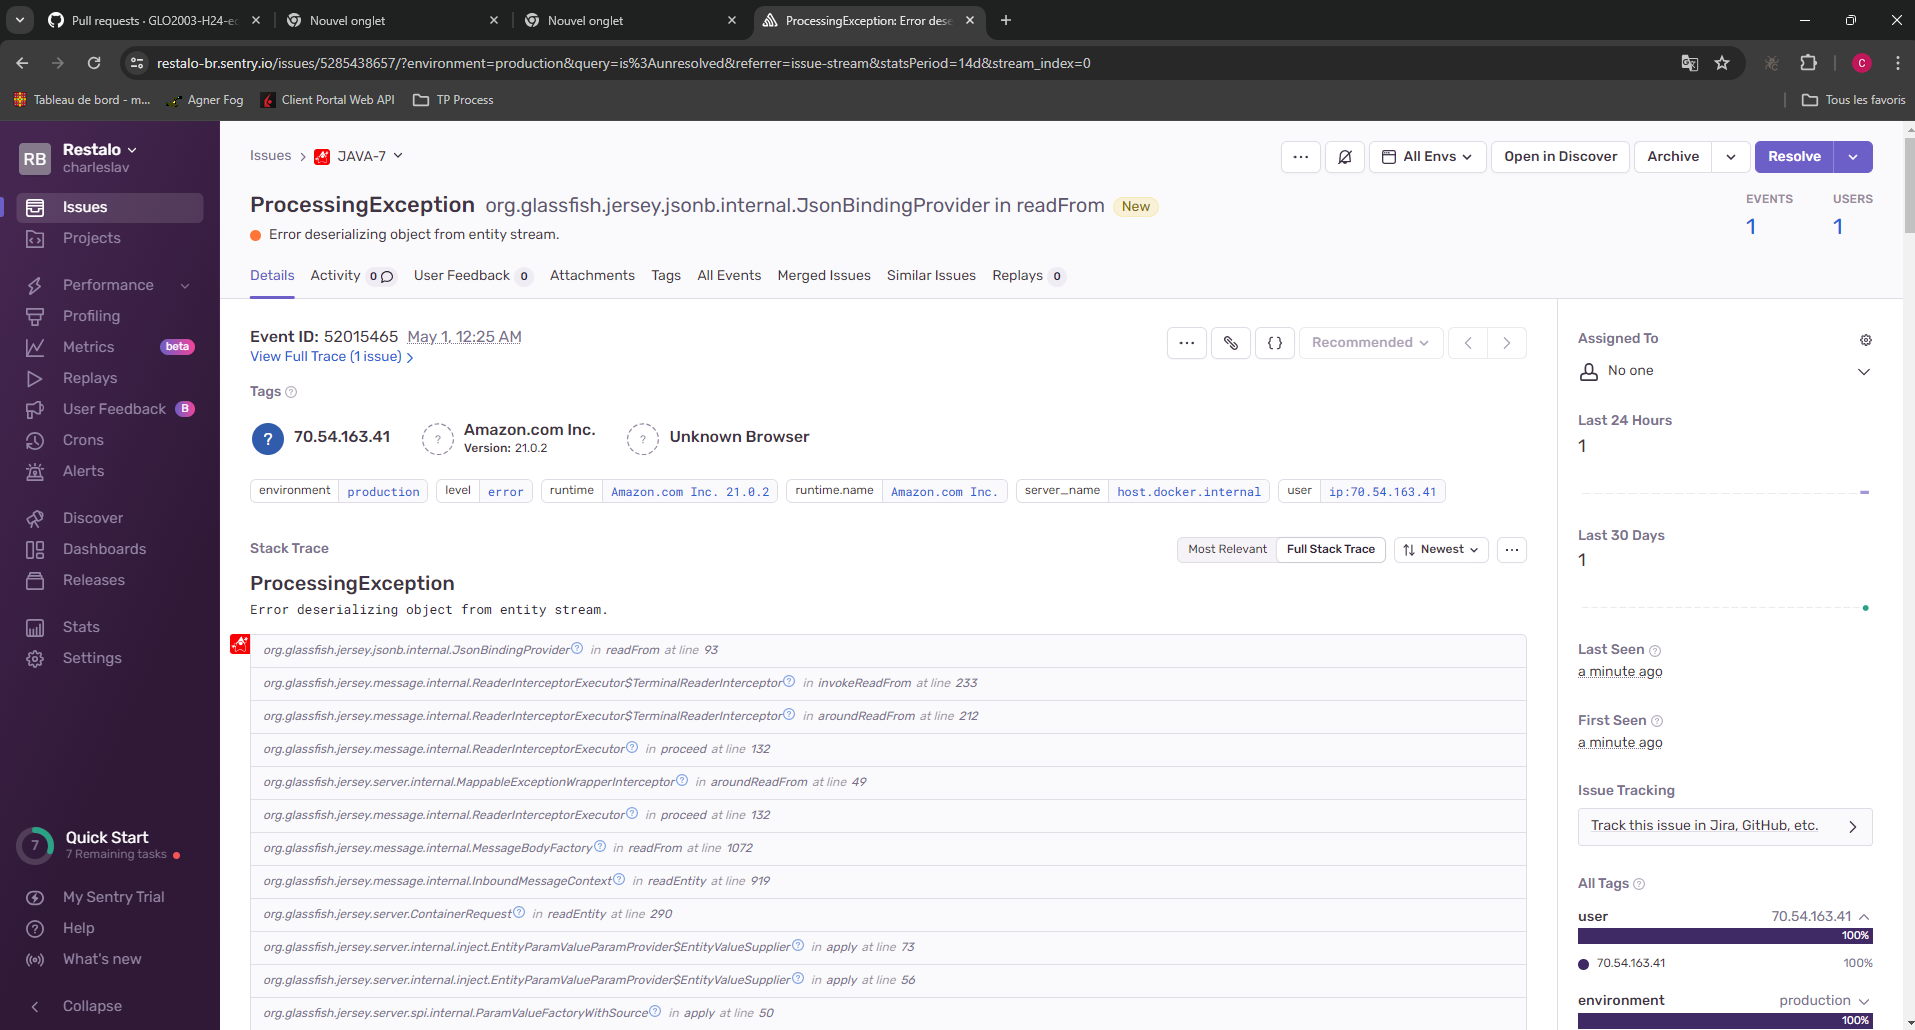 Pull requests · GLO2003-H24-eq
Nouvel onglet
Nouvel onglet
ProcessingException: Error dese
restalo-br.sentry.io/issues/5285438657/?environment=production&query=is%3Aunresolved&referrer=issue-stream&statsPeriod=14d&stream_index=0
C
Tableau de bord - m...
Agner Fog
Client Portal Web API
TP Process
Tous les favoris
RB
Restalo
charleslav
Issues
Projects
Performance
Profiling
Metrics beta
Replays
User Feedback B
Crons
Alerts
Discover
Dashboards
Releases
Stats
Settings
7
Quick Start
7 Remaining tasks
My Sentry Trial
Help
What's new
Collapse
Issues > JAVA-7
All Envs
Open in Discover
Archive
Resolve
ProcessingException org.glassfish.jersey.jsonb.internal.JsonBindingProvider in readFrom New
Error deserializing object from entity stream.
EVENTS
1
USERS
1
Details Activity 0 User Feedback 0 Attachments Tags All Events Merged Issues Similar Issues Replays 0
Event ID: 52015465 May 1, 12:25 AM
View Full Trace (1 issue) >
Recommended
Tags ?
? 70.54.163.41
? Amazon.com Inc.
Version: 21.0.2
? Unknown Browser
environment production
level error
runtime Amazon.com Inc. 21.0.2
runtime.name Amazon.com Inc.
server_name host.docker.internal
user ip:70.54.163.41
Stack Trace
Most Relevant Full Stack Trace Newest ...
ProcessingException
Error deserializing object from entity stream.
org.glassfish.jersey.jsonb.internal.JsonBindingProvider ? in readFrom at line 93
org.glassfish.jersey.message.internal.ReaderInterceptorExecutor$TerminalReaderInterceptor ? in invokeReadFrom at line 233
org.glassfish.jersey.message.internal.ReaderInterceptorExecutor$TerminalReaderInterceptor ? in aroundReadFrom at line 212
org.glassfish.jersey.message.internal.ReaderInterceptorExecutor ? in proceed at line 132
org.glassfish.jersey.server.internal.MappableExceptionWrapperInterceptor ? in aroundReadFrom at line 49
org.glassfish.jersey.message.internal.ReaderInterceptorExecutor ? in proceed at line 132
org.glassfish.jersey.message.internal.MessageBodyFactory ? in readFrom at line 1072
org.glassfish.jersey.message.internal.InboundMessageContext ? in readEntity at line 919
org.glassfish.jersey.server.ContainerRequest ? in readEntity at line 290
org.glassfish.jersey.server.internal.inject.EntityParamValueParamProvider$EntityValueSupplier ? in apply at line 73
org.glassfish.jersey.server.internal.inject.EntityParamValueParamProvider$EntityValueSupplier ? in apply at line 56
org.glassfish.jersey.server.spi.internal.ParamValueFactoryWithSource ? in apply at line 50
Assigned To
No one
Last 24 Hours
1
Last 30 Days
1
Last Seen ?
a minute ago
First Seen ?
a minute ago
Issue Tracking
Track this issue in Jira, GitHub, etc.
All Tags ?
user 70.54.163.41
100%
70.54.163.41 100%
environment production
100%